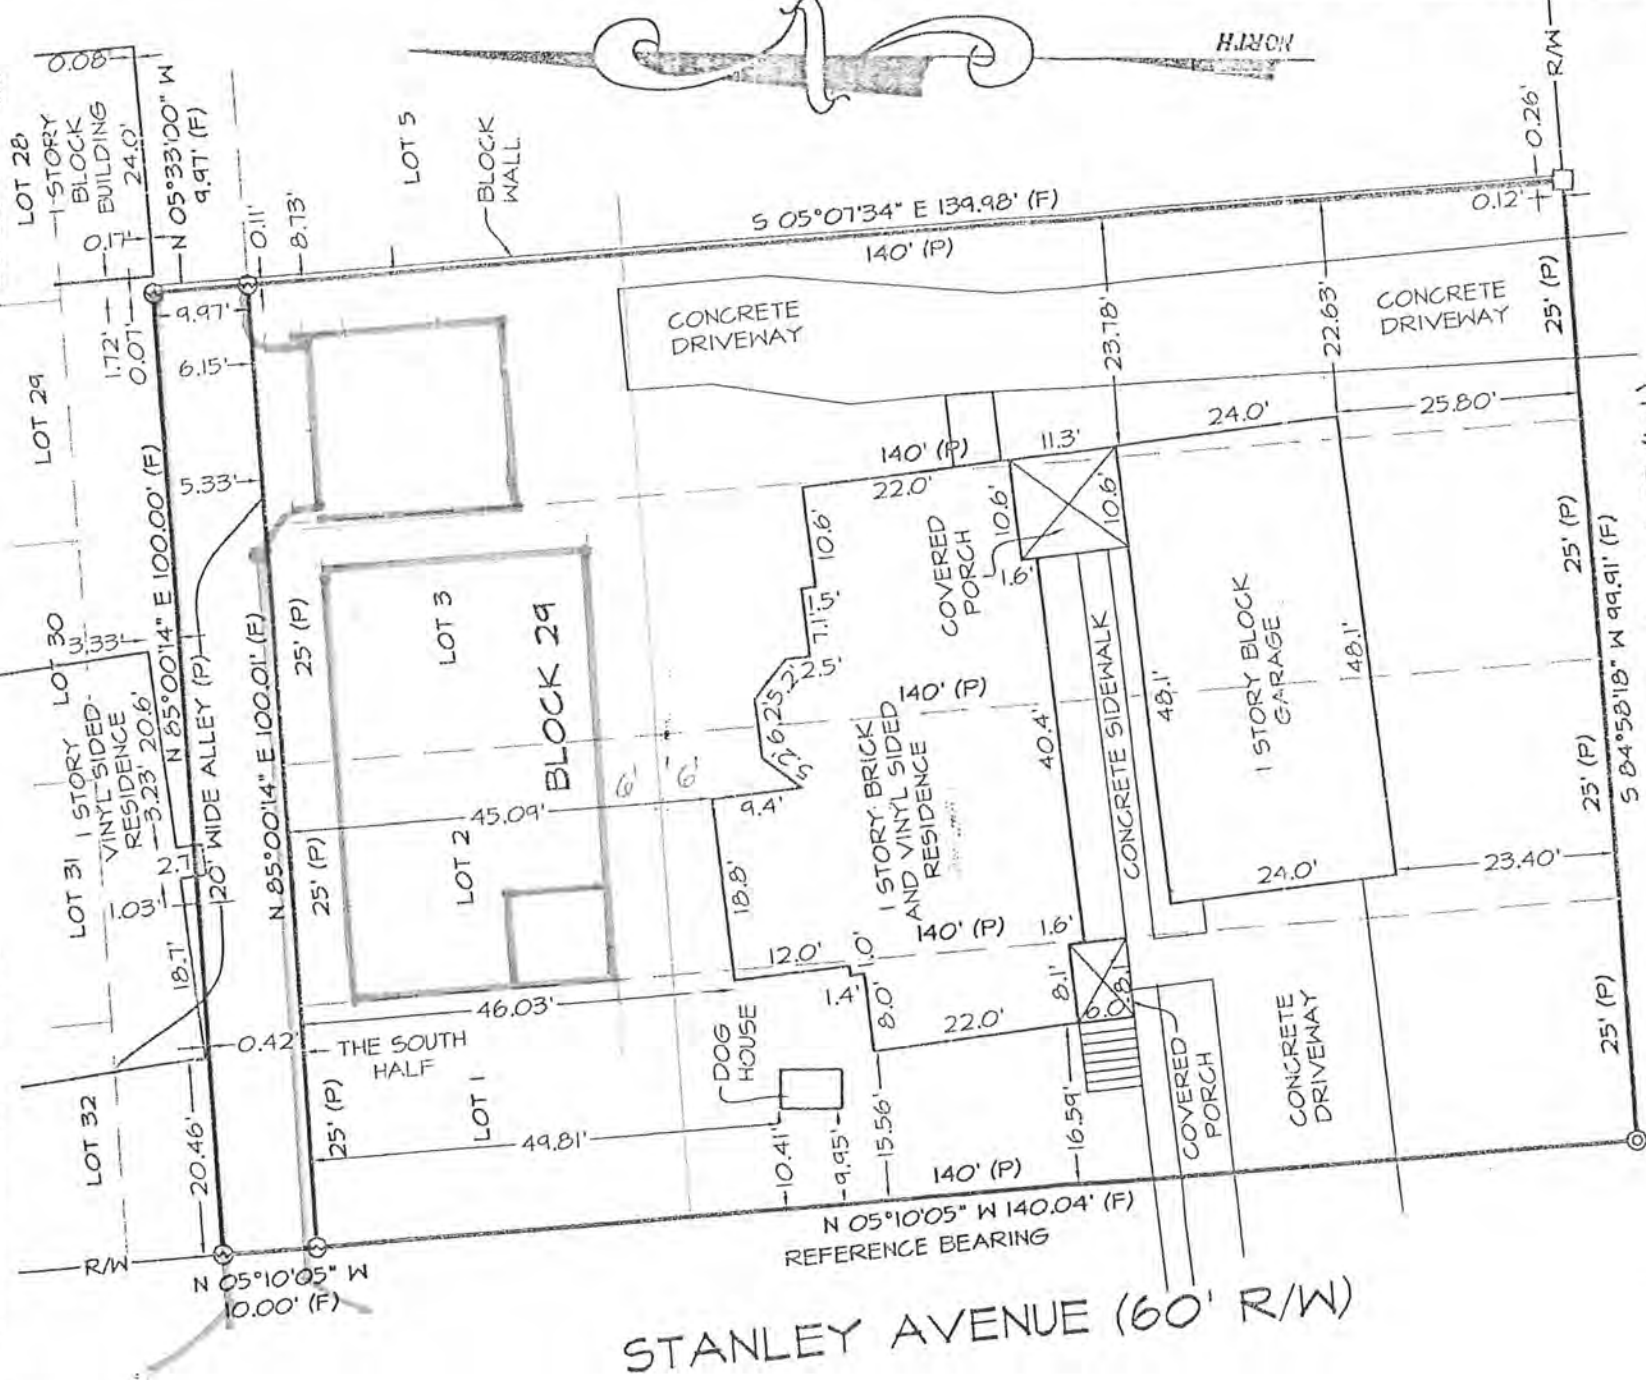 NORTH
0.08'
LOT 28
1 STORY
BLOCK
BUILDING
24.0'
0.17'
N 05°33'00" W
9.97' (F)
0.11'
8.73'
LOT 5
BLOCK
WALL
S 05°07'34" E 139.98' (F)
140' (P)
R/W
0.26'
0.12'
9.97'
6.15'
5.33'
1.72'
0.07'
LOT 29
N 85°00'14" E 100.00' (F)
CONCRETE
DRIVEWAY
23.78'
22.63'
CONCRETE
DRIVEWAY
25' (P)
24.0'
25.80'
11.3'
140' (P)
22.0'
10.6'
10.6'
10.6'
COVERED
PORCH
1.6'
1.5'
7.1'
2.5'
5.2'
6.2'
5.2'
9.4'
LOT 30
3.33'
LOT 31
1 STORY
VINYL SIDED
RESIDENCE
3.23'
20.6'
2.7'
1.03'
18.7'
20' WIDE ALLEY (P)
N 85°00'14" E 100.01' (F)
25' (P)
LOT 3
BLOCK 29
140' (P)
6'
6'
45.09'
25' (P)
LOT 2
18.8'
1 STORY BRICK
AND VINYL SIDED
RESIDENCE
40.4'
CONCRETE SIDEWALK
48.1'
1 STORY BLOCK
GARAGE
48.1'
25' (P)
25' (P)
S 84°58'18" W 99.91' (F)
24.0'
23.40'
140' (P)
1.6'
12.0'
1.0'
1.4'
8.0'
22.0'
8.1'
6.0'
8.1'
46.03'
0.42'
THE SOUTH
HALF
DOG
HOUSE
LOT 1
25' (P)
49.81'
10.41'
9.95'
15.56'
16.59'
COVERED
PORCH
CONCRETE
DRIVEWAY
25' (P)
LOT 32
20.46'
R/W
N 05°10'05" W
10.00' (F)
140' (P)
N 05°10'05" W 140.04' (F)
REFERENCE BEARING
STANLEY AVENUE (60' R/W)